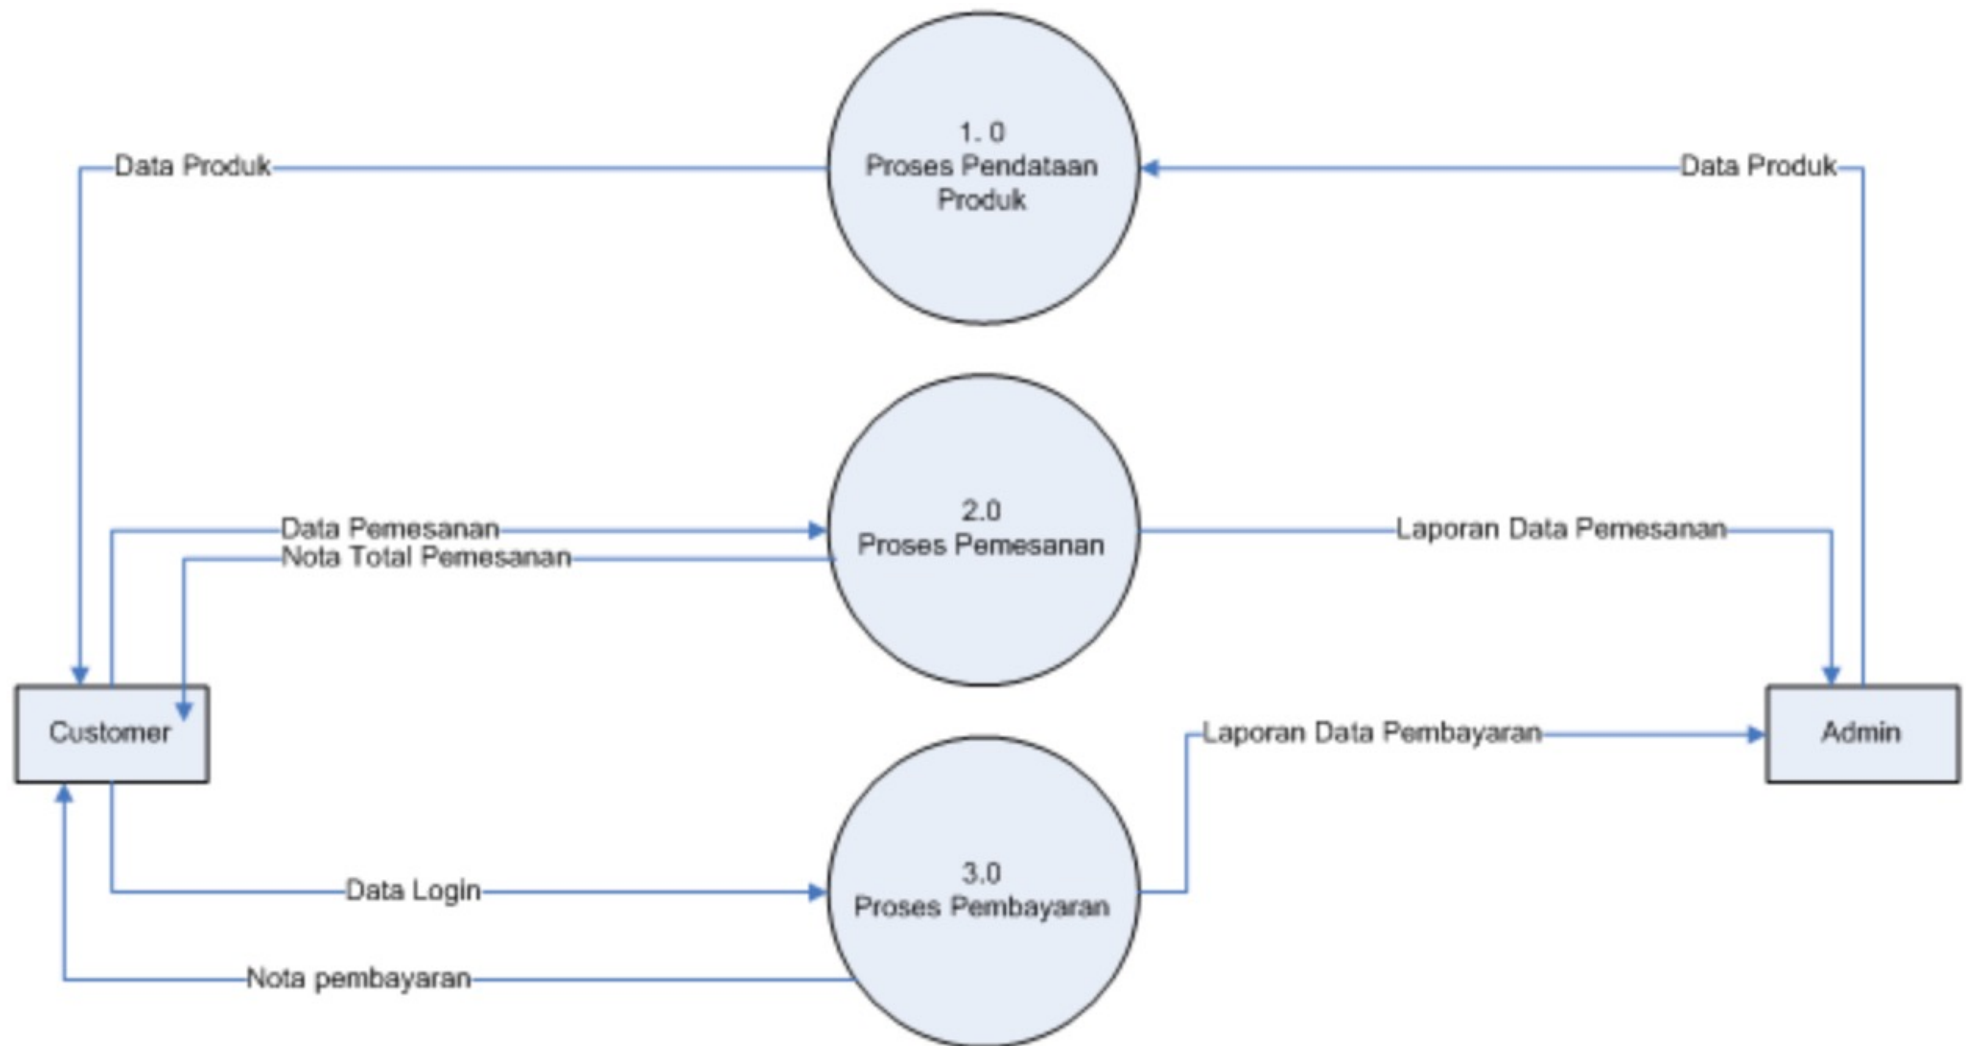 1. 0
Proses Pendataan
Produk
Data Produk
Data Produk
2.0
Proses Pemesanan
Data Pemesanan
Nota Total Pemesanan
Laporan Data Pemesanan
Customer
Laporan Data Pembayaran
Admin
3.0
Proses Pembayaran
Data Login
Nota pembayaran